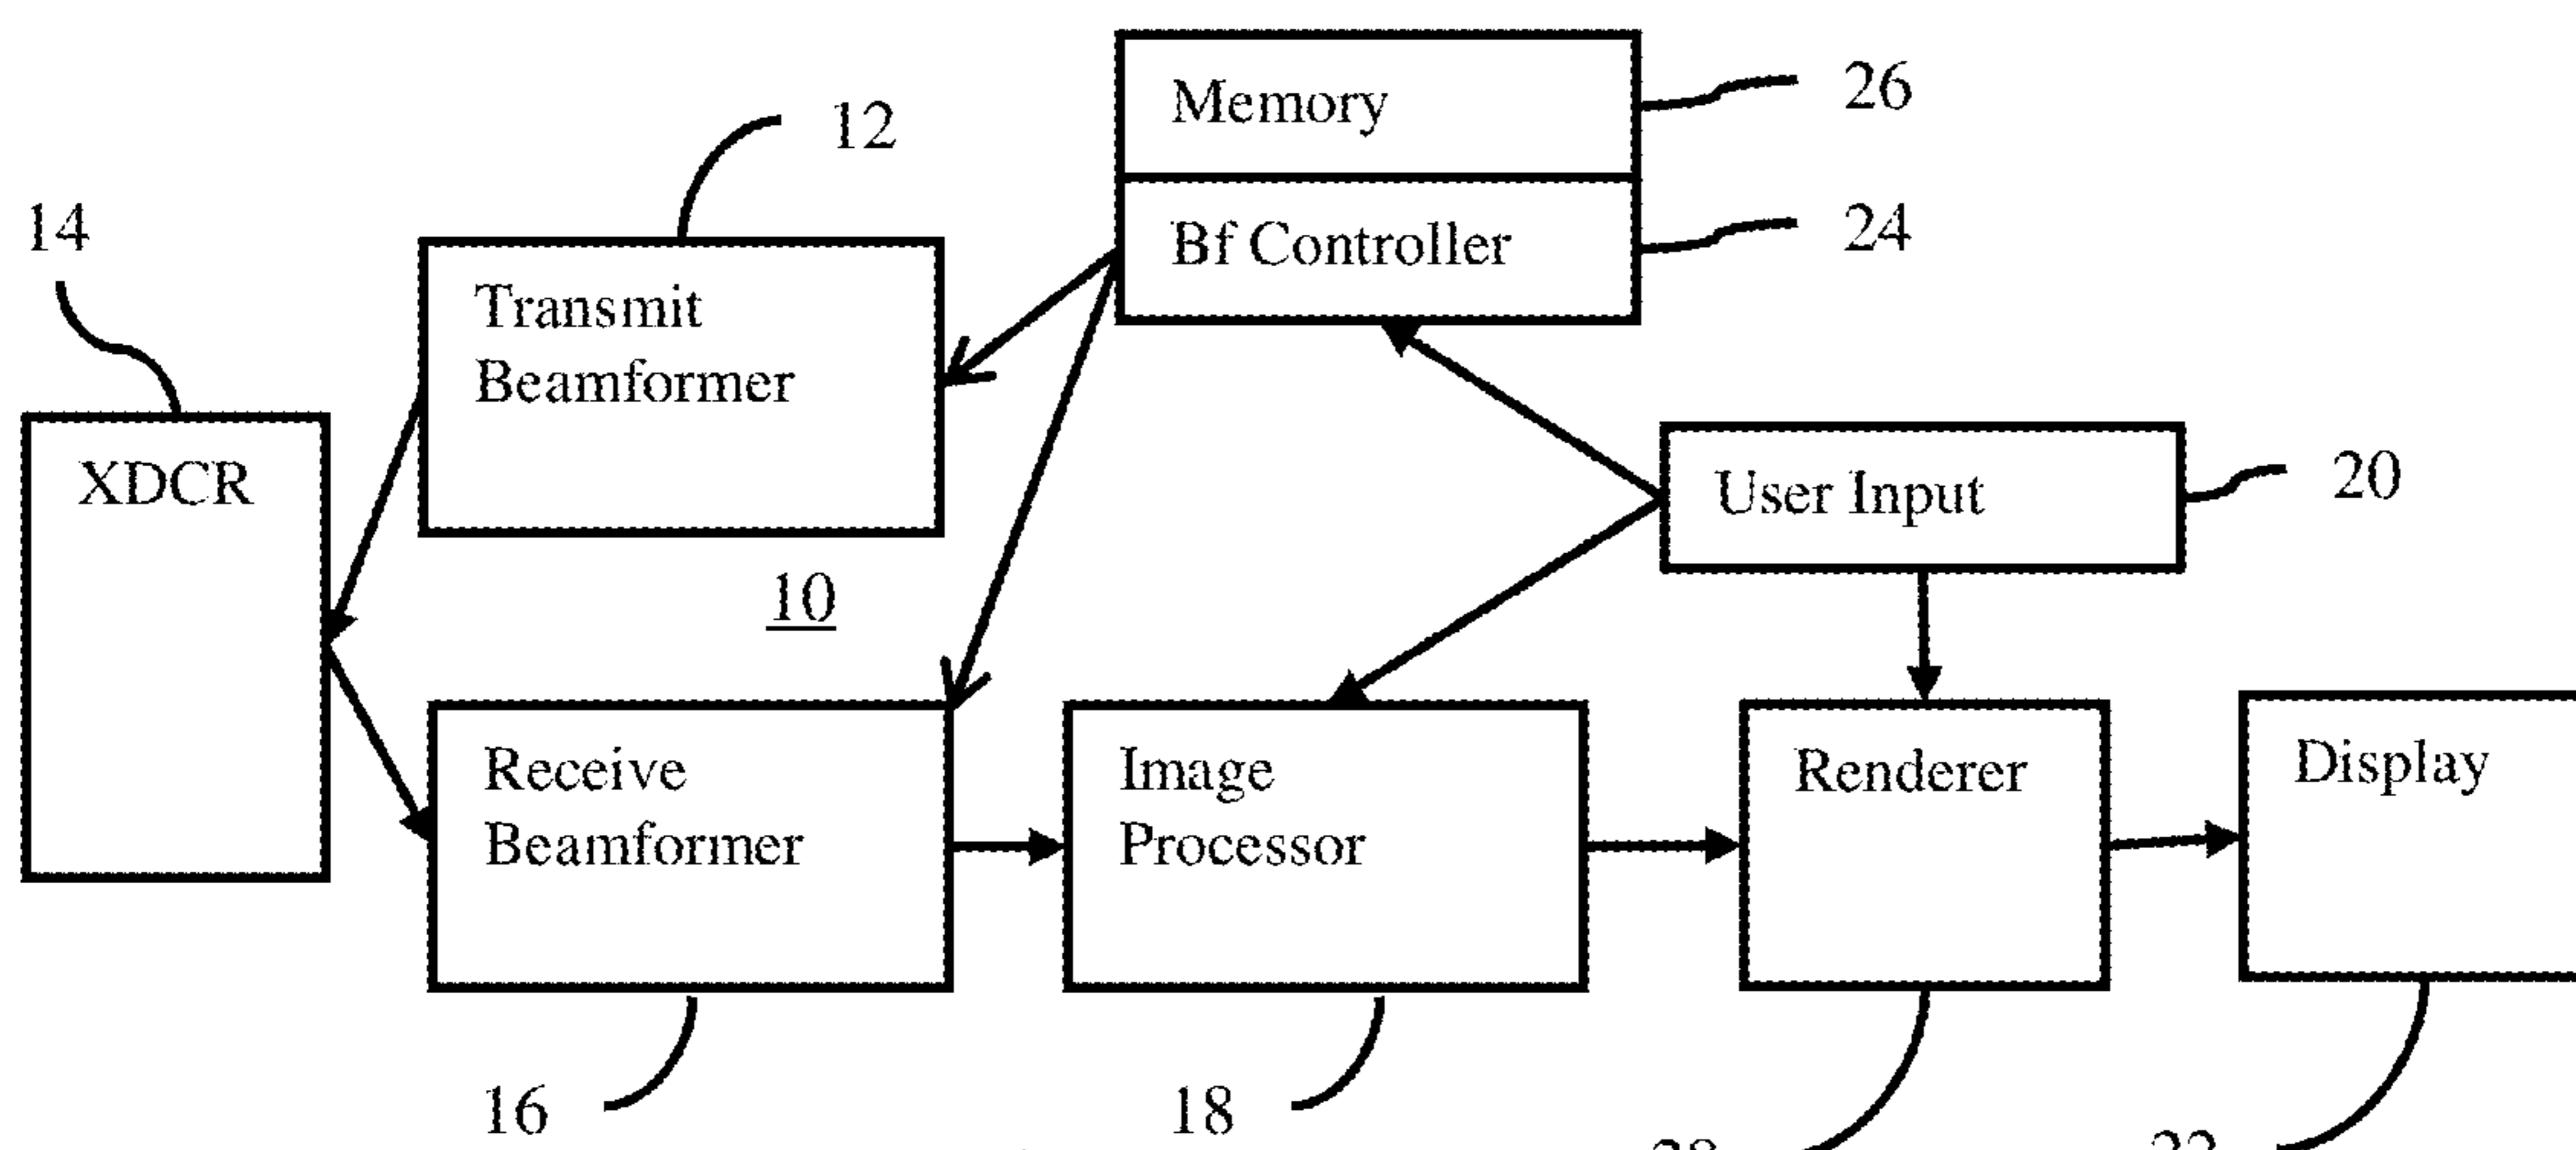 Memory
26
12
Bf Controller
24
14
Transmit
Beamformer
XDCR
User Input
20
10
Receive
Beamformer
Image
Processor
Renderer
Display
16
18